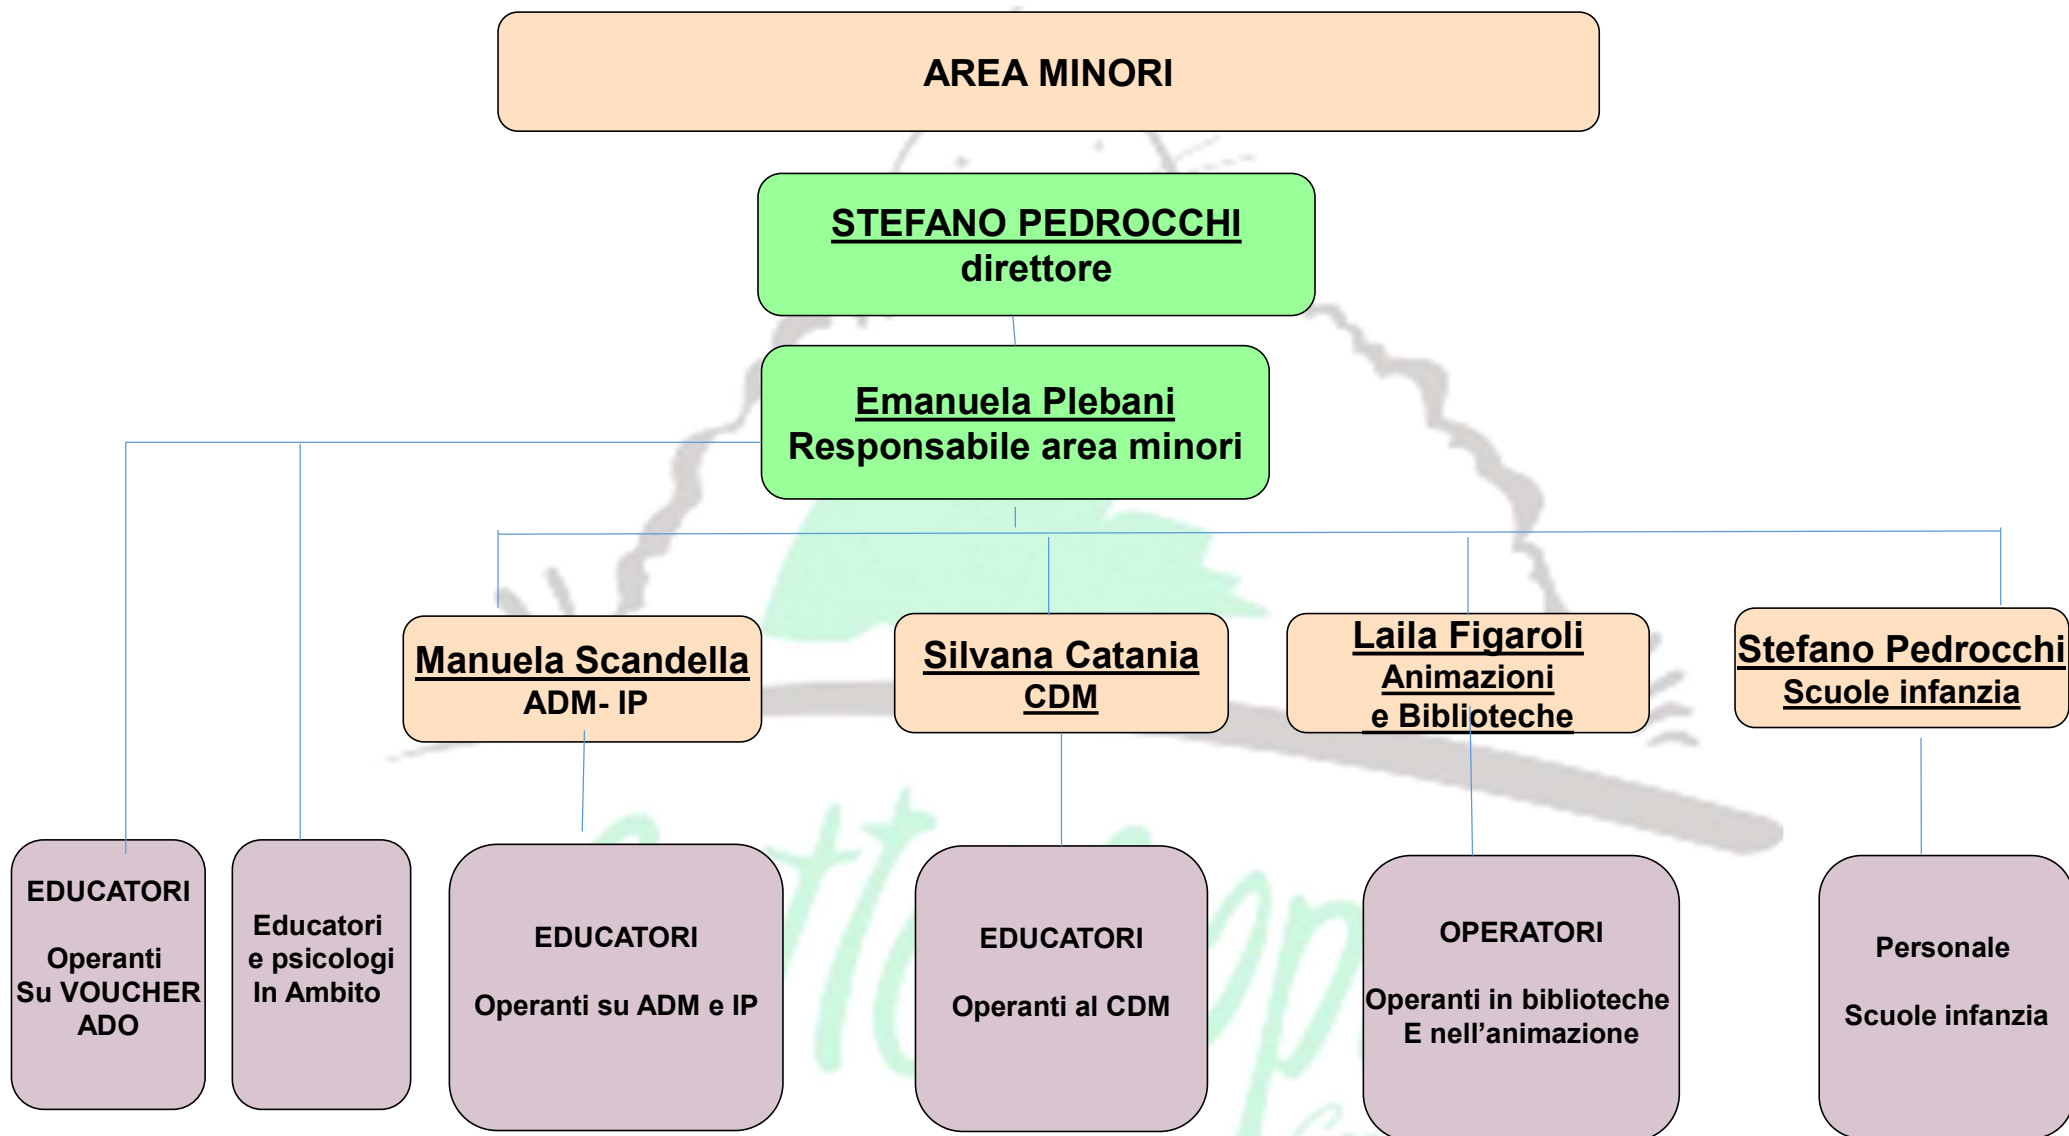 AREA MINORI
STEFANO PEDROCCHI
direttore
Emanuela Plebani
Responsabile area minori
Manuela Scandella
ADM- IP
Silvana Catania
CDM
Laila Figaroli
Animazioni
e Biblioteche
Stefano Pedrocchi
Scuole infanzia
EDUCATORI
Operanti
Su VOUCHER
ADO
Educatori
e psicologi
In Ambito
EDUCATORI
Operanti su ADM e IP
EDUCATORI
Operanti al CDM
OPERATORI
Operanti in biblioteche
E nell'animazione
Personale
Scuole infanzia